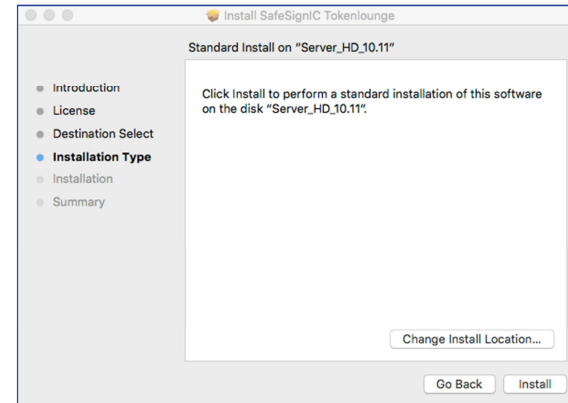 Install SafeSignIC Tokenlounge
Standard Install on "Server_HD_10.11"
Introduction
License
Destination Select
Installation Type
Installation
Summary
Click Install to perform a standard installation of this software
on the disk "Server_HD_10.11".
Change Install Location...
Go Back
Install